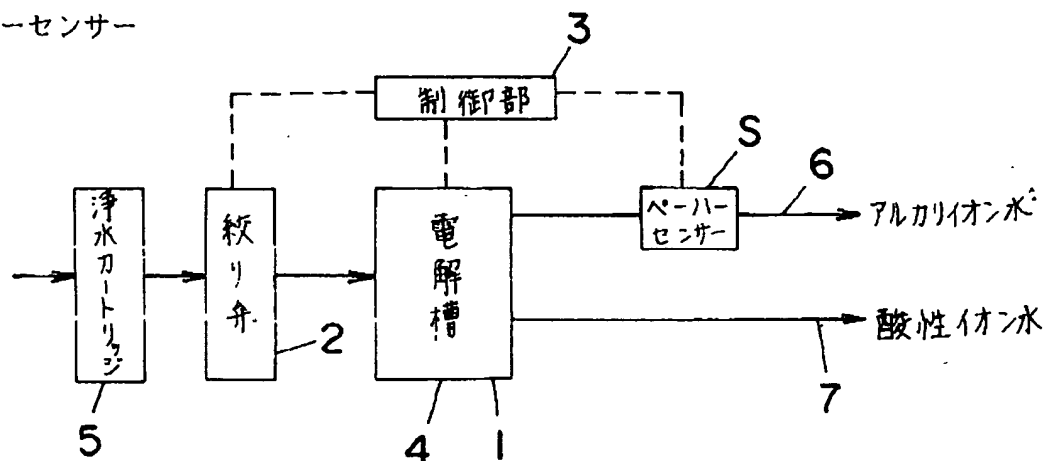 ーセンサー
3
制御部
S
6
浄水カートリッジ
絞り弁
電解槽
ペーハー
センサー
アルカリイオン水
酸性イオン水
2
7
5
4
1